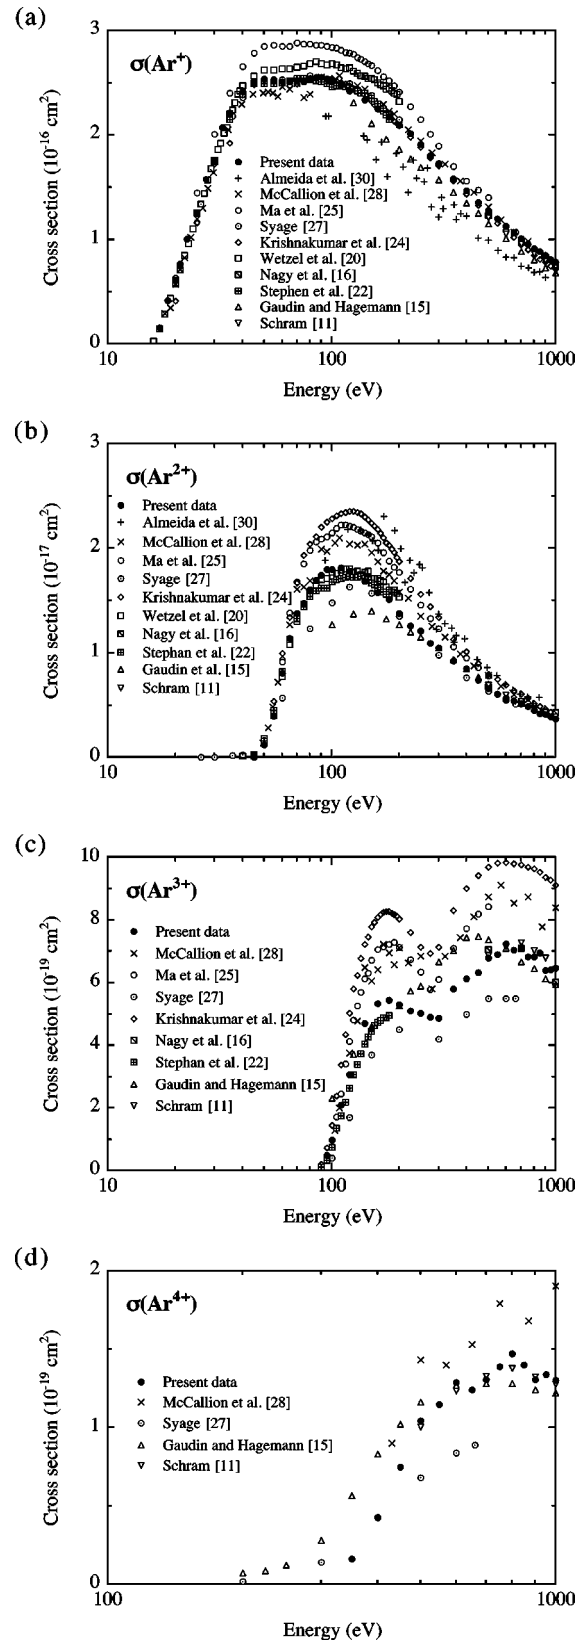 (a)
3
σ(Ar⁺)
2
Cross section (10⁻¹⁶ cm²)
Present data
Almeida et al. [30]
McCallion et al. [28]
Ma et al. [25]
Syage [27]
Krishnakumar et al. [24]
Wetzel et al. [20]
Nagy et al. [16]
Stephen et al. [22]
Gaudin and Hagemann [15]
Schram [11]
1
0
10 100 1000
Energy (eV)
(b)
3
σ(Ar²⁺)
Cross section (10⁻¹⁷ cm²)
Present data
Almeida et al. [30]
McCallion et al. [28]
2
Ma et al. [25]
Syage [27]
Krishnakumar et al. [24]
Wetzel et al. [20]
Nagy et al. [16]
Stephan et al. [22]
1
Gaudin et al. [15]
Schram [11]
0
10 100 1000
Energy (eV)
(c)
10
σ(Ar³⁺)
8
Cross section (10⁻¹⁹ cm²)
Present data
McCallion et al. [28]
Ma et al. [25]
6
Syage [27]
Krishnakumar et al. [24]
Nagy et al. [16]
4
Stephan et al. [22]
Gaudin and Hagemann [15]
Schram [11]
2
0
10 100 1000
Energy (eV)
(d)
2
σ(Ar⁴⁺)
Cross section (10⁻¹⁹ cm²)
Present data
McCallion et al. [28]
Syage [27]
Gaudin and Hagemann [15]
Schram [11]
1
0
100 1000
Energy (eV)